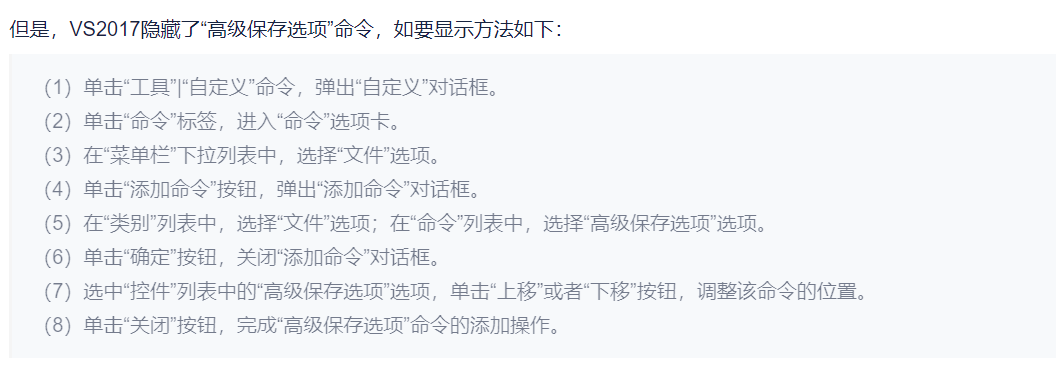 但是，VS2017隐藏了“高级保存选项”命令，如要显示方法如下：
（1）单击“工具”|“自定义”命令，弹出“自定义”对话框。
（2）单击“命令”标签，进入“命令”选项卡。
（3）在“菜单栏”下拉列表中，选择“文件”选项。
（4）单击“添加命令”按钮，弹出“添加命令”对话框。
（5）在“类别”列表中，选择“文件”选项；在“命令”列表中，选择“高级保存选项”选项。
（6）单击“确定”按钮，关闭“添加命令”对话框。
（7）选中“控件”列表中的“高级保存选项”选项，单击“上移”或者“下移”按钮，调整该命令的位置。
（8）单击“关闭”按钮，完成“高级保存选项”命令的添加操作。